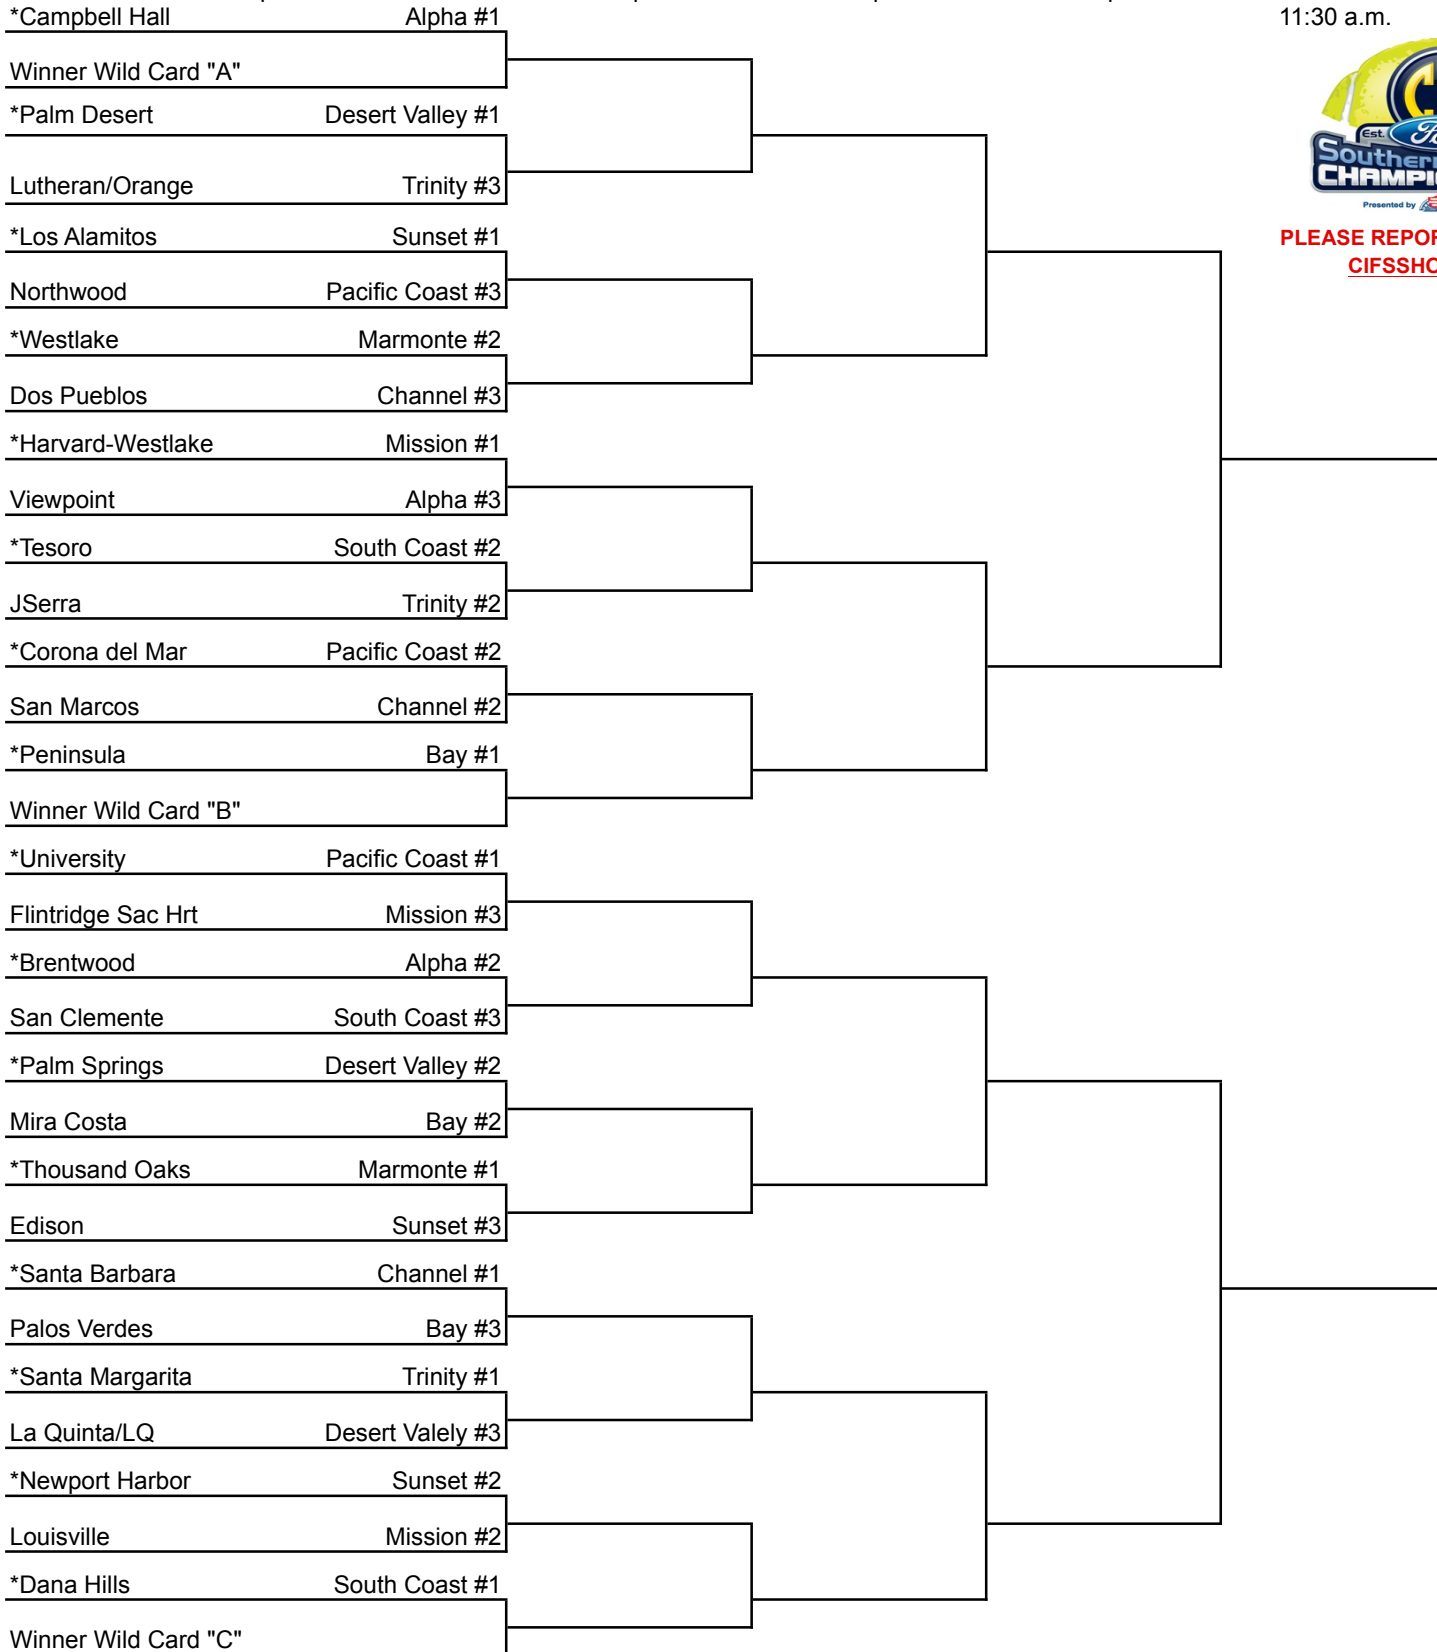 *Campbell Hall Alpha #1
11:30 a.m.
Winner Wild Card "A"
*Palm Desert Desert Valley #1
Est.
Southern
Lutheran/Orange Trinity #3
Presented by
*Los Alamitos Sunset #1
PLEASE
Northwood Pacific Coast #3
*Westlake Marmonte #2
Dos Pueblos Channel #3
*Harvard-Westlake Mission #1
Viewpoint Alpha #3
*Tesoro South Coast #2
JSerra Trinity #2
*Corona del Mar Pacific Coast #2
San Marcos Channel #2
*Peninsula Bay #1
Winner Wild Card "B"
*University Pacific Coast #1
Flintridge Sac Hrt Mission #3
*Brentwood Alpha #2
San Clemente South Coast #3
*Palm Springs Desert Valley #2
Mira Costa Bay #2
*Thousand Oaks Marmonte #1
Edison Sunset #3
*Santa Barbara Channel #1
Palos Verdes Bay #3
*Santa Margarita Trinity #1
La Quinta/LQ Desert Valely #3
*Newport Harbor Sunset #2
Louisville Mission #2
*Dana Hills South Coast #1
Winner Wild Card "C"